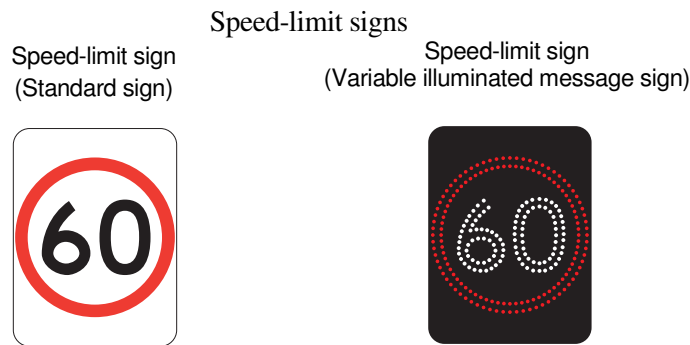 Speed-limit signs
Speed-limit sign
(Standard sign)
Speed-limit sign
(Variable illuminated message sign)
60
60